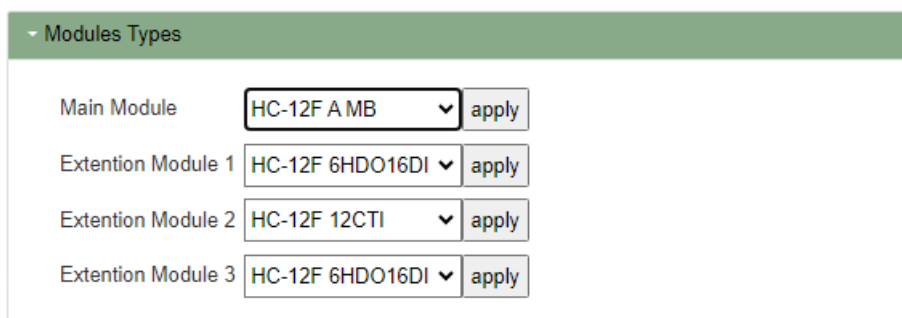 Modules Types
Main Module HC-12F A MB apply
Extention Module 1 HC-12F 6HDO16DI apply
Extention Module 2 HC-12F 12CTI apply
Extention Module 3 HC-12F 6HDO16DI apply